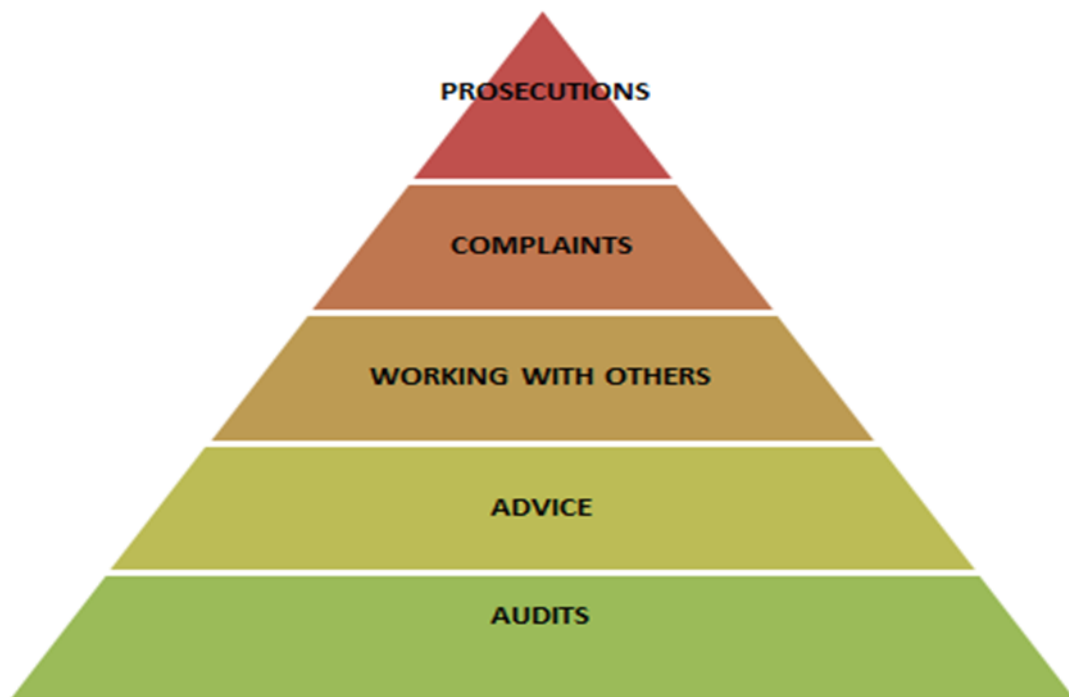 PROSECUTIONS
COMPLAINTS
WORKING WITH OTHERS
ADVICE
AUDITS